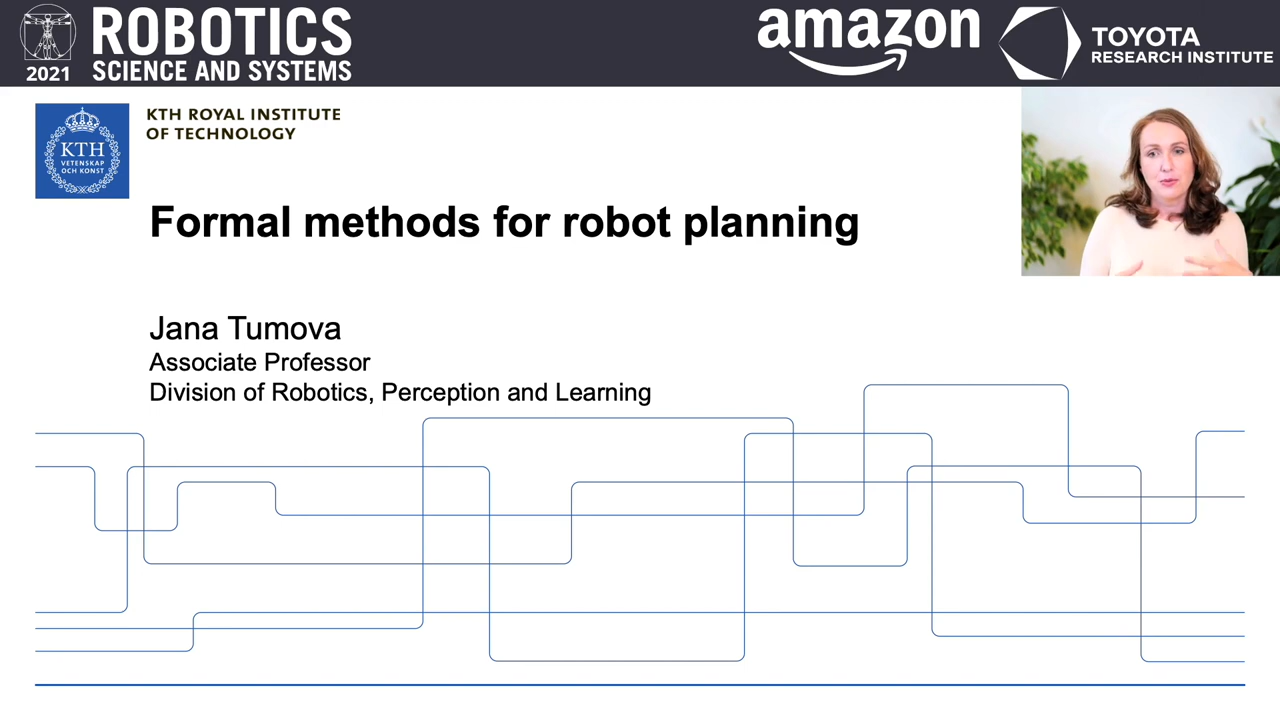 ROBOTICS
SCIENCE AND SYSTEMS
2021
amazon
TOYOTA
RESEARCH INSTITUTE
KTH
VETENSKAP
OCH KONST
KTH ROYAL INSTITUTE
OF TECHNOLOGY
Formal methods for robot planning
Jana Tumova
Associate Professor
Division of Robotics, Perception and Learning